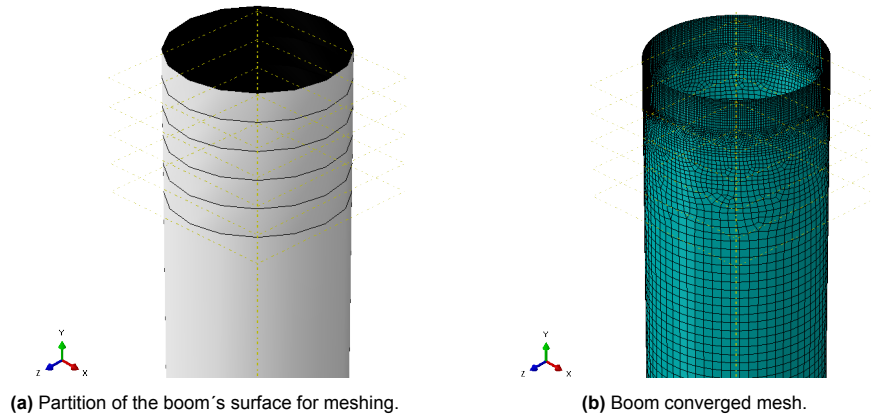 Y
Z
X
Y
Z
X
(a) Partition of the boom´s surface for meshing.
(b) Boom converged mesh.